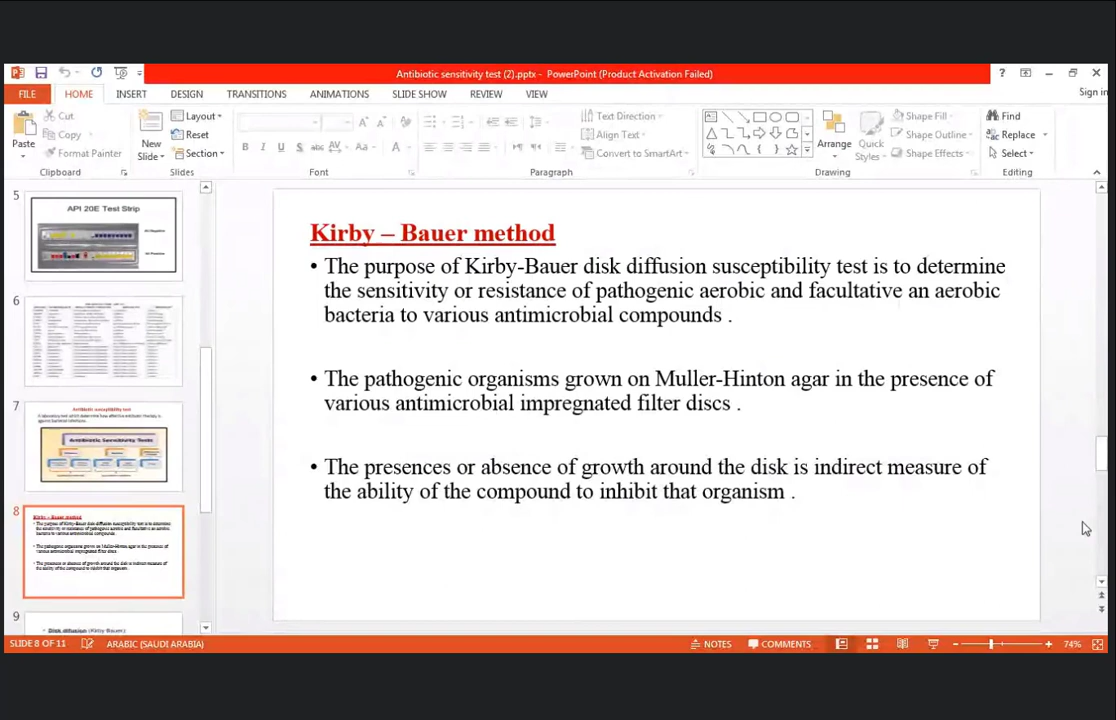 Antibiotic sensitivity test (2).pptx - PowerPoint (Product Activation Failed)
FILE HOME INSERT DESIGN TRANSITIONS ANIMATIONS SLIDE SHOW REVIEW VIEW
Sign in
Paste
Cut
Copy
Format Painter
Clipboard
New
Slide
Layout
Reset
Section
Slides
Font
Text Direction
Align Text
Convert to SmartArt
Paragraph
Arrange
Quick
Styles
Shape Fill
Shape Outline
Shape Effects
Drawing
Find
Replace
Select
Editing
5
API 20E Test Strip
6
7
Antibiotic susceptibility test
Antibiotic Sensitivity Tests
8
Kirby – Bauer method
9
Disk diffusion (Kirby Bauer)
Kirby – Bauer method
• The purpose of Kirby-Bauer disk diffusion susceptibility test is to determine
the sensitivity or resistance of pathogenic aerobic and facultative an aerobic
bacteria to various antimicrobial compounds .
• The pathogenic organisms grown on Muller-Hinton agar in the presence of
various antimicrobial impregnated filter discs .
• The presences or absence of growth around the disk is indirect measure of
the ability of the compound to inhibit that organism .
SLIDE 8 OF 11 ARABIC (SAUDI ARABIA) NOTES COMMENTS 74%